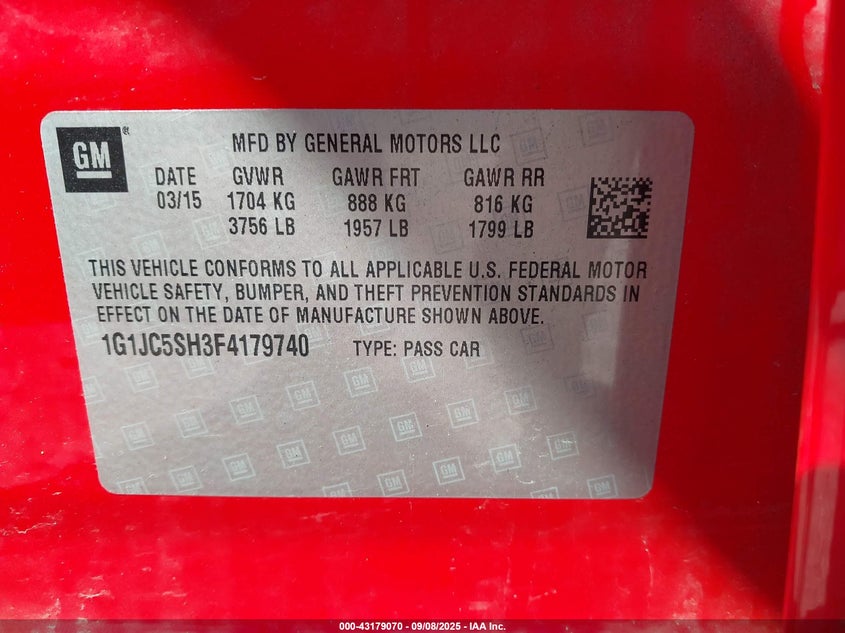 GM ®
MFD BY GENERAL MOTORS LLC
DATE GVWR GAWR FRT GAWR RR
03/15 1704 KG 888 KG 816 KG
3756 LB 1957 LB 1799 LB
THIS VEHICLE CONFORMS TO ALL APPLICABLE U.S. FEDERAL MOTOR
VEHICLE SAFETY, BUMPER, AND THEFT PREVENTION STANDARDS IN
EFFECT ON THE DATE OF MANUFACTURE SHOWN ABOVE.
1G1JC5SH3F4179740 TYPE: PASS CAR
000-43179070 - 09/08/2025 - IAA Inc.